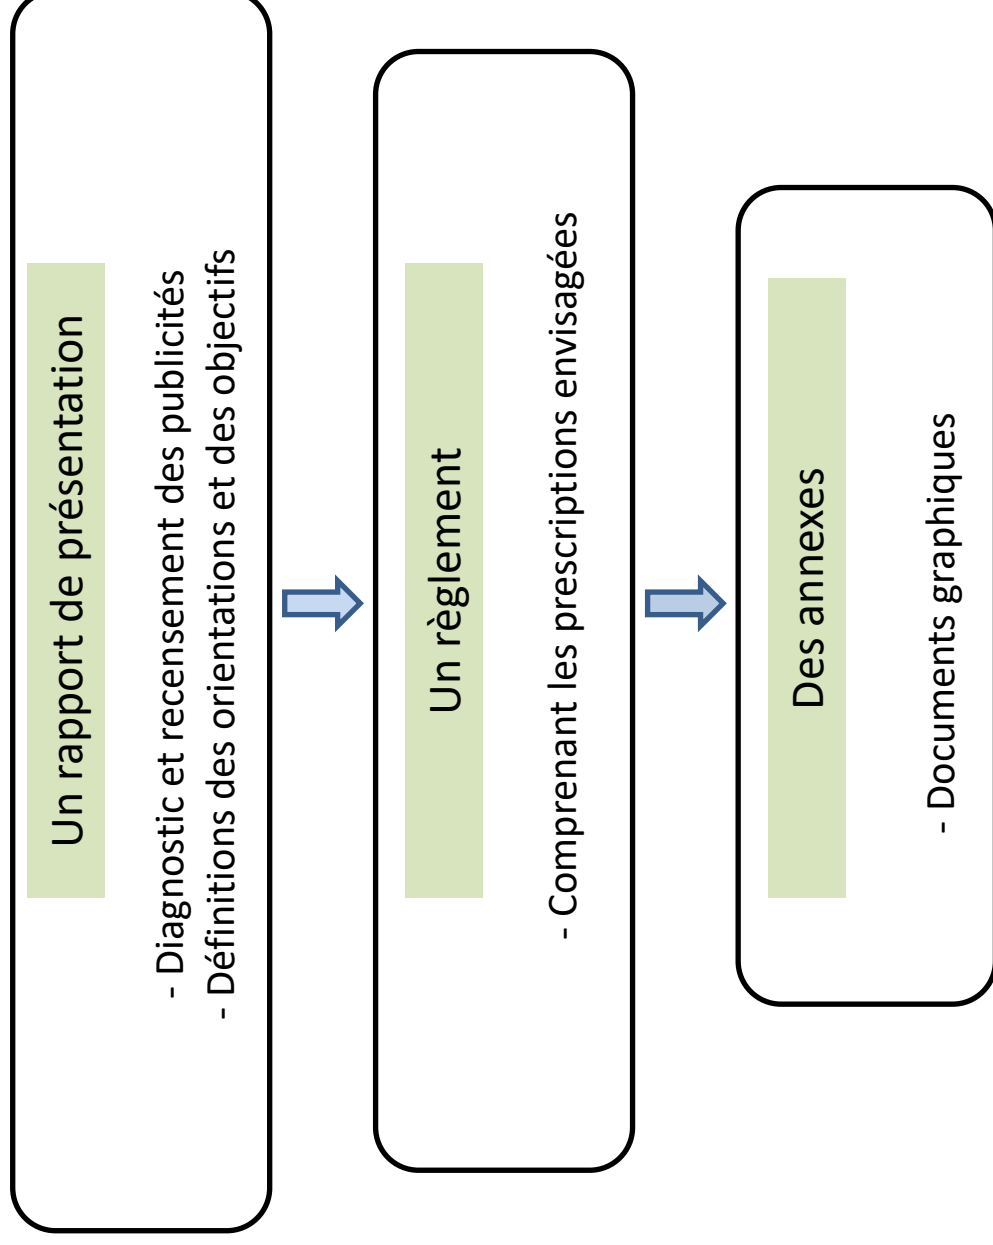 Un rapport de présentation
- Diagnostic et recensement des publicités
- Définitions des orientations et des objectifs
Un règlement
- Comprenant les prescriptions envisagées
Des annexes
- Documents graphiques